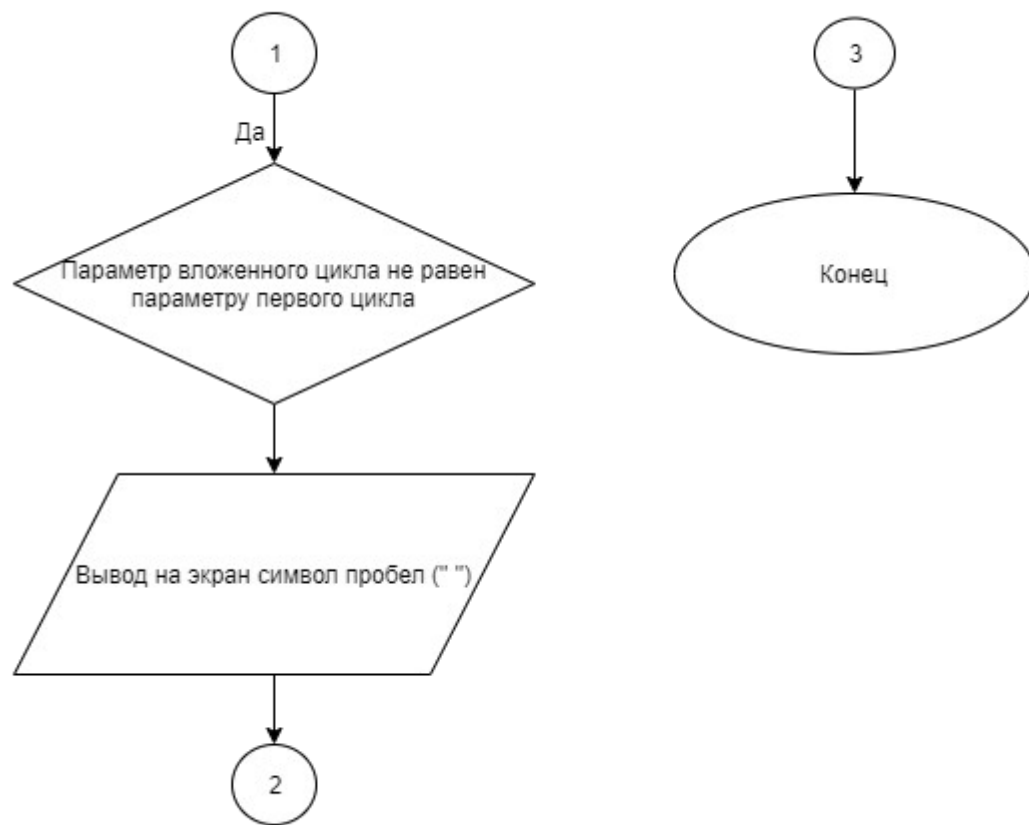 1
Да
Параметр вложенного цикла не равен
параметру первого цикла
Вывод на экран символ пробел (" ")
2
3
Конец